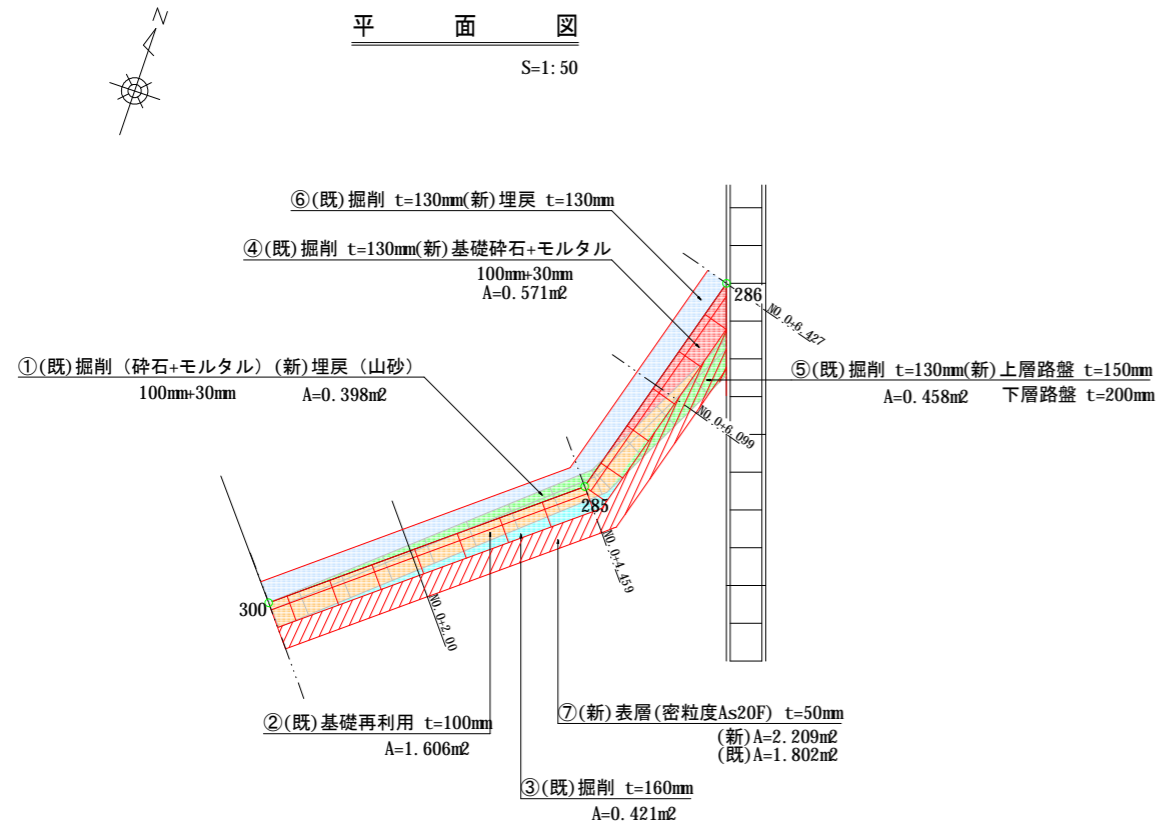 N
平面図
S=1:50
⑥(既)掘削 t=130mm(新)埋戻 t=130mm
④(既)掘削 t=130mm(新)基礎砕石+モルタル
100mm+30mm
A=0.571m2
286
NO.0+6.427
①(既)掘削（砕石+モルタル）(新)埋戻（山砂）
100mm+30mm A=0.398m2
⑤(既)掘削 t=130mm(新)上層路盤 t=150mm
A=0.458m2 下層路盤 t=200mm
NO.0+6.099
285
NO.0+4.459
300
NO.0+2.00
②(既)基礎再利用 t=100mm
A=1.606m2
⑦(新)表層(密粒度As20F) t=50mm
(新)A=2.209m2
(既)A=1.802m2
③(既)掘削 t=160mm
A=0.421m2